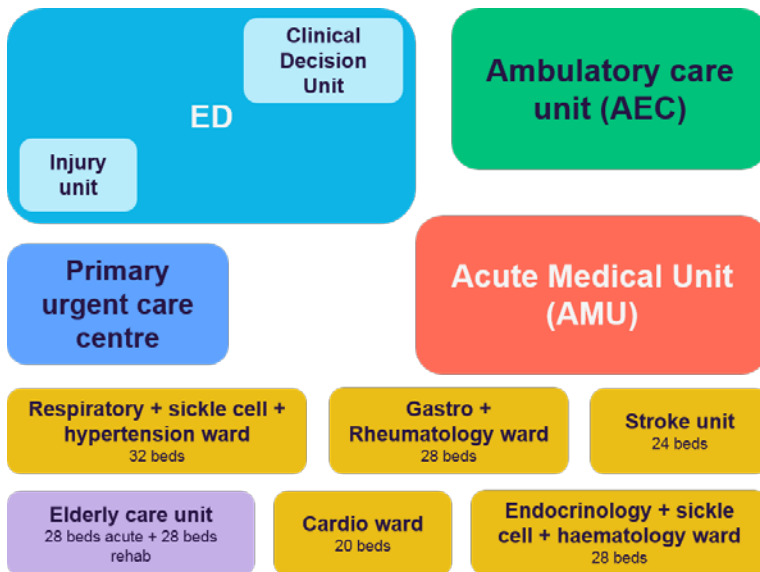 Clinical
Decision
Unit
ED
Injury
unit
Ambulatory care
unit (AEC)
Primary
urgent care
centre
Acute Medical Unit
(AMU)
Respiratory + sickle cell +
hypertension ward
32 beds
Gastro +
Rheumatology ward
28 beds
Stroke unit
24 beds
Elderly care unit
28 beds acute + 28 beds
rehab
Cardio ward
20 beds
Endocrinology + sickle
cell + haematology ward
28 beds